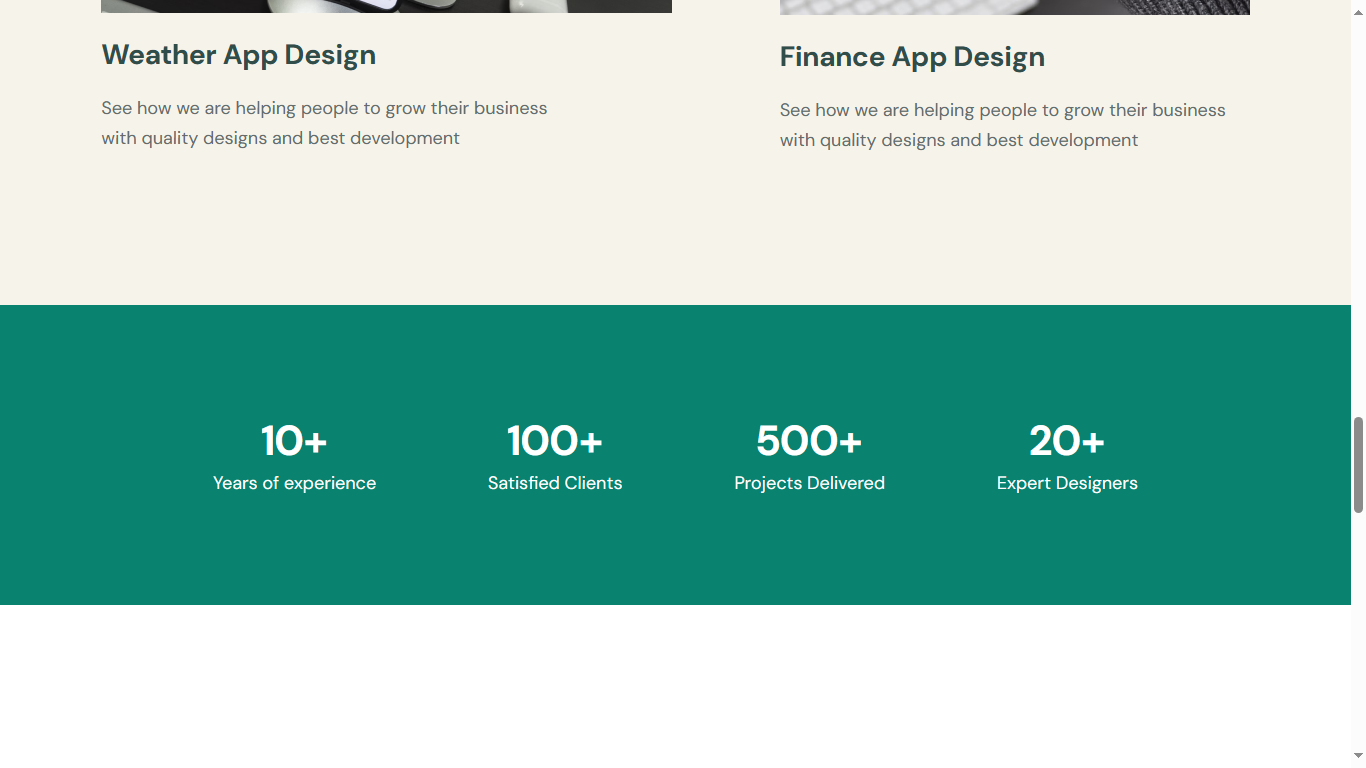 Weather App Design
See how we are helping people to grow their business
with quality designs and best development
Finance App Design
See how we are helping people to grow their business
with quality designs and best development
10+
Years of experience
100+
Satisfied Clients
500+
Projects Delivered
20+
Expert Designers